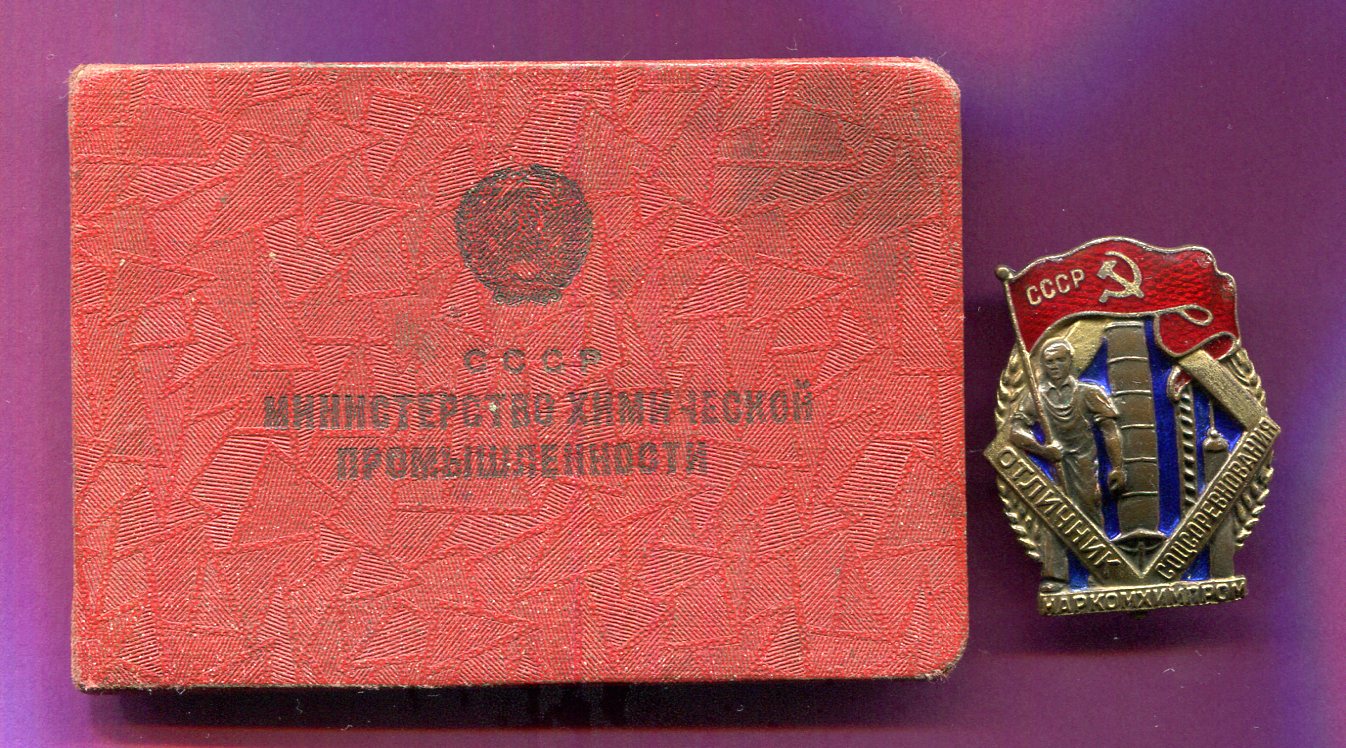 СССР
МИНИСТЕРСТВО ХИМИЧЕСКОЙ
ПРОМЫШЛЕННОСТИ
СССР
ОТЛИЧНИК
СОЦСОРЕВНОВАНИЯ
НАРКОМХИМПРОМ